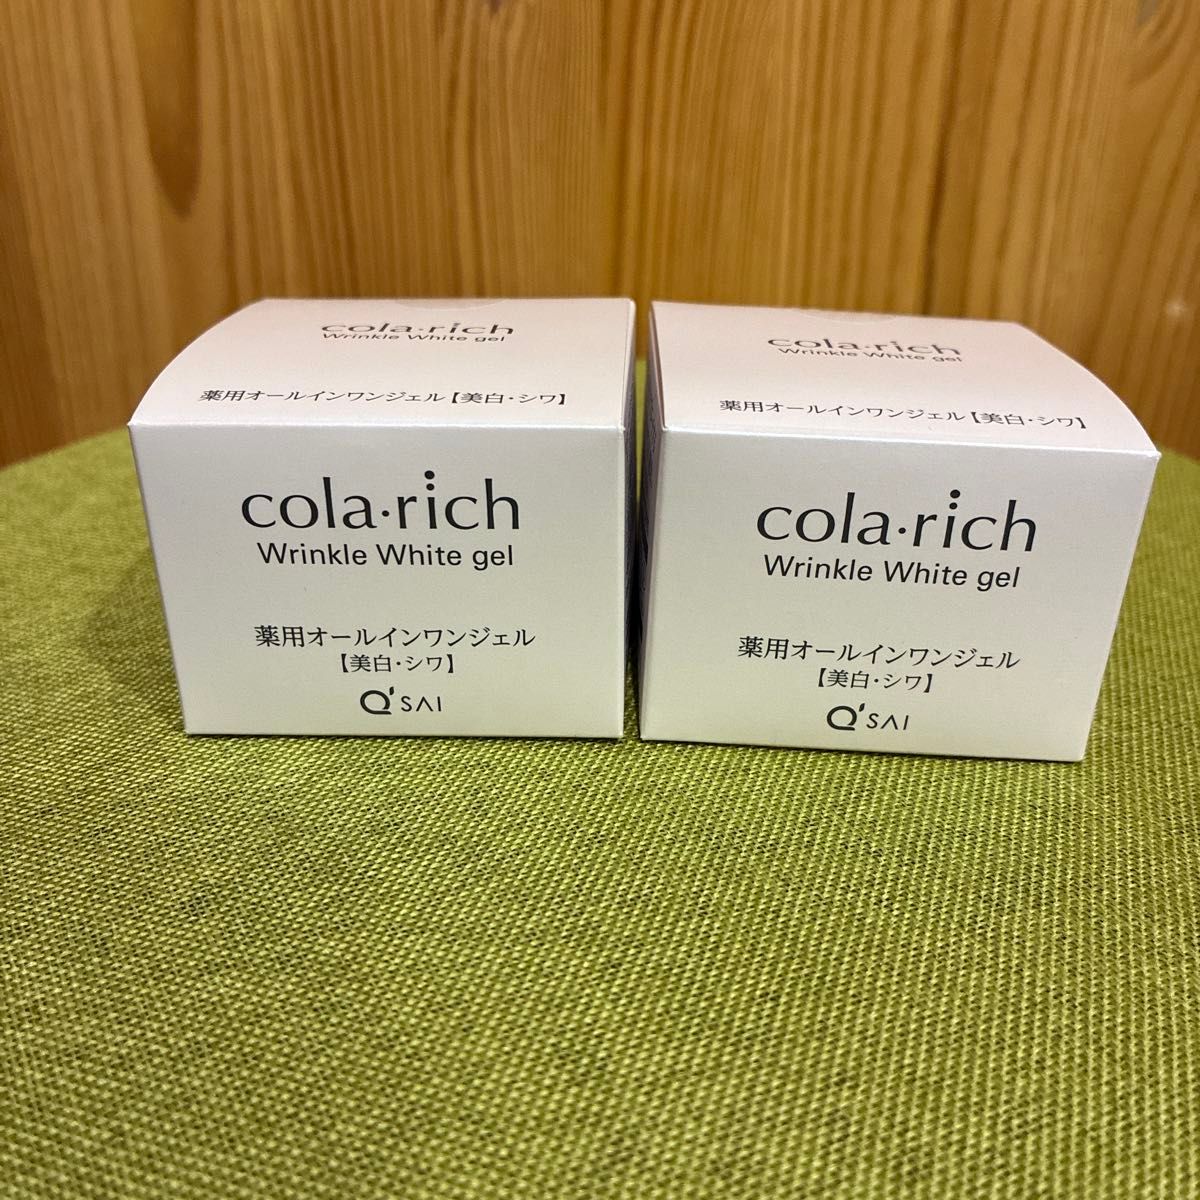 cola·rich
Wrinkle White gel
薬用オールインワンジェル【美白・シワ】
cola·rich
Wrinkle White gel
薬用オールインワンジェル
【美白・シワ】
Q'SAI
cola·rich
Wrinkle White gel
薬用オールインワンジェル【美白・シワ】
cola·rich
Wrinkle White gel
薬用オールインワンジェル
【美白・シワ】
Q'SAI